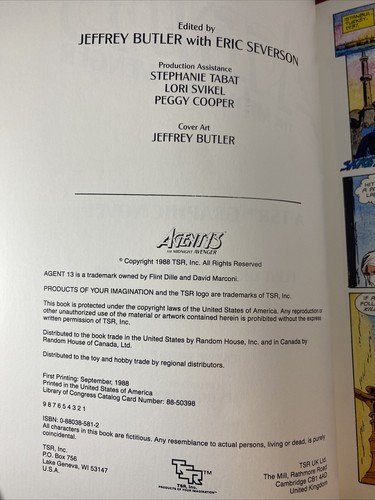 Edited by
JEFFREY BUTLER with ERIC SEVERSON
Production Assistance
STEPHANIE TABAT
LORI SVIKEL
PEGGY COOPER
Cover Art
JEFFREY BUTLER
AGENT 13
THE MIDNIGHT AVENGER
© Copyright 1988 TSR, Inc. All Rights Reserved
AGENT 13 is a trademark owned by Flint Dille and David Marconi.
PRODUCTS OF YOUR IMAGINATION and the TSR logo are trademarks of TSR, Inc.
This book is protected under the copyright laws of the United States of America. Any reproduction or
other unauthorized use of the material or artwork contained herein is prohibited without the express
written permission of TSR, Inc.
Distributed to the book trade in the United States by Random House, Inc. and in Canada by
Random House of Canada, Ltd.
Distributed to the toy and hobby trade by regional distributors.
First Printing: September, 1988
Printed in the United States of America
Library of Congress Catalog Card Number: 88-50398
9 8 7 6 5 4 3 2 1
ISBN: 0-88038-581-2
All characters in this book are fictitious. Any resemblance to actual persons, living or dead, is purely
coincidental.
TSR, Inc.
P.O. Box 756
Lake Geneva, WI 53147
U.S.A.
TSR™
TSR, Inc.
PRODUCTS OF YOUR IMAGINATION™
TSR UK Ltd.
The Mill, Rathmore Road
Cambridge CB1 4AD
United Kingdom
ISTANBUL,
TURKEY,
1937.